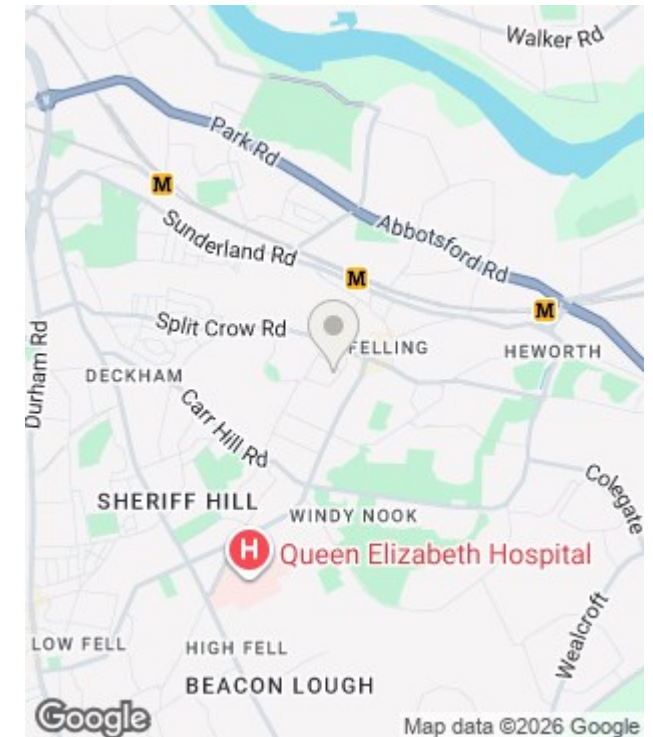 Walker Rd
Park Rd
M
Abbotsford Rd
Sunderland Rd
M
M
Split Crow Rd
FELLING
HEWORTH
Durham Rd
DECKHAM
Carr Hill Rd
Colegate
SHERIFF HILL
WINDY NOOK
H
Queen Elizabeth Hospital
Wealcroft
LOW FELL
HIGH FELL
BEACON LOUGH
Google
Map data ©2026 Google